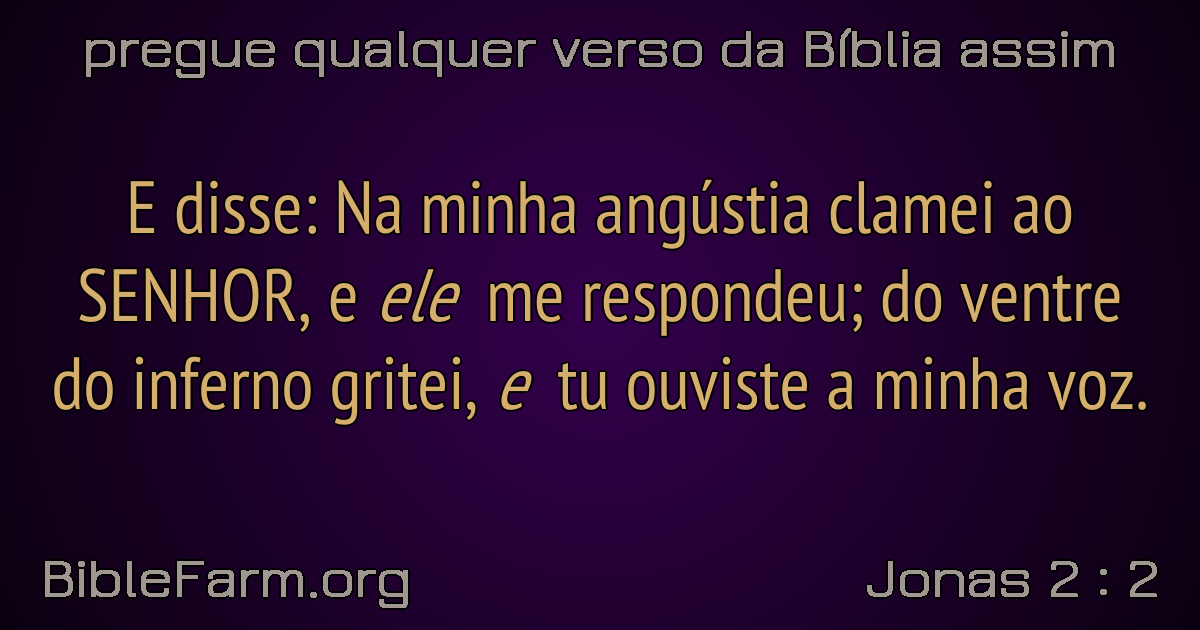 pregue qualquer verso da Bíblia assim
E disse: Na minha angústia clamei ao
SENHOR, e ele me respondeu; do ventre
do inferno gritei, e tu ouviste a minha voz.
BibleFarm.org
Jonas 2 : 2